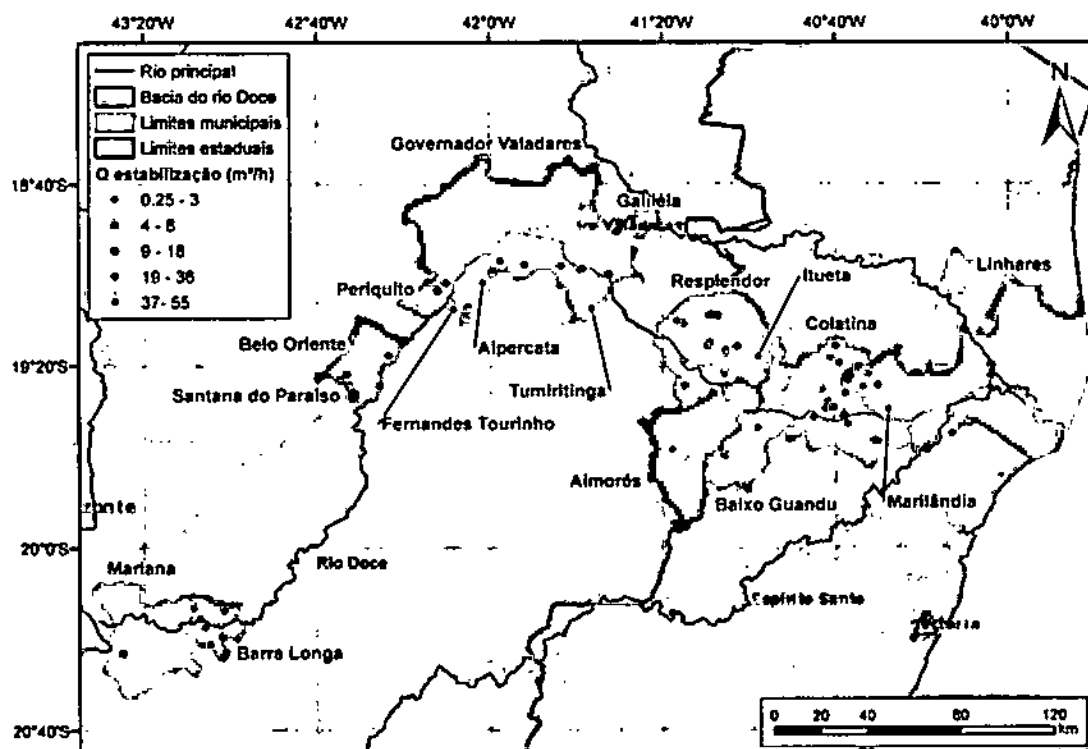 43°20'W 42°40'W 42°0'W 41°20'W 40°40'W 40°0'W
Rio principal
Bacia do rio Doce
Limites municipais
Limites estaduais
Q estabilização (m³/h)
0.25 - 3
9 - 18
19 - 36
37 - 55
N
Governador Valadares
18°40'S
Galiléia
Periquito
Resplendor
Itueta
Linhares
Belo Oriente
Colatina
19°20'S
Alpercata
Santana do Paraíso
Tumiritinga
Fernandes Tourinho
Aimorés
Baixo Guandu
Marilândia
20°0'S
Mariana
Rio Doce
Espírito Santo
Barra Longa
20°40'S
0 20 40 80 120
km